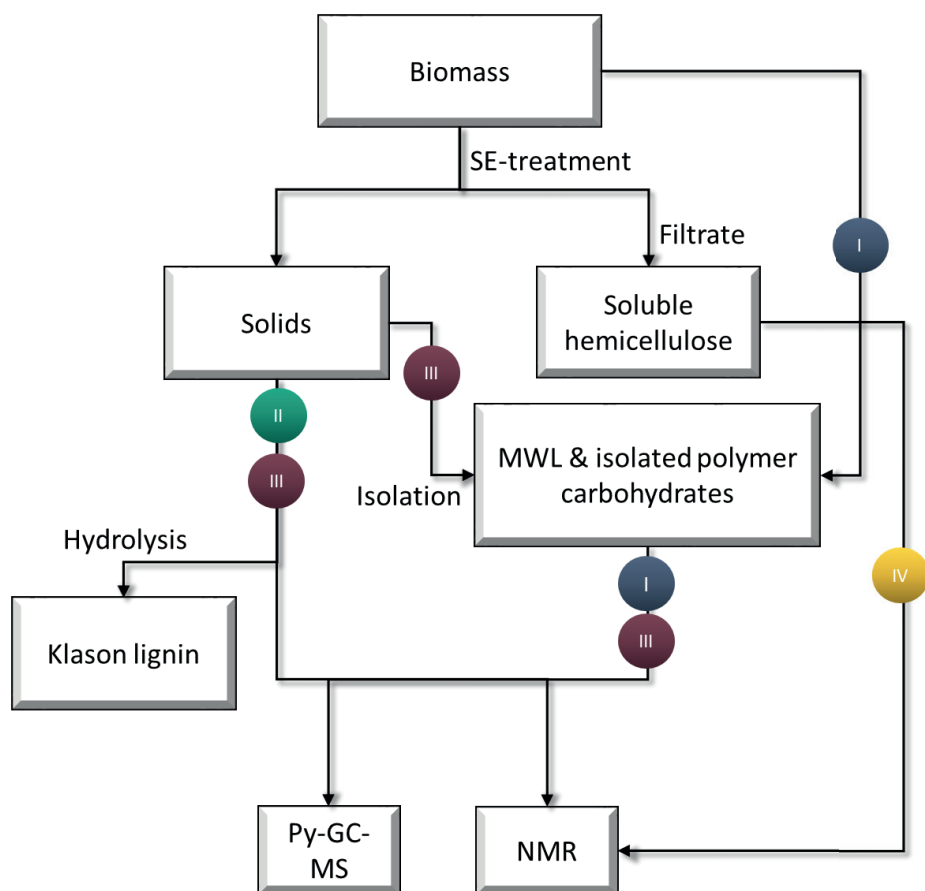 Biomass
SE-treatment
Filtrate
I
Solids
Soluble
hemicellulose
III
II
III
MWL & isolated polymer
carbohydrates
Isolation
Hydrolysis
I
IV
III
Klason lignin
Py-GC-
MS
NMR